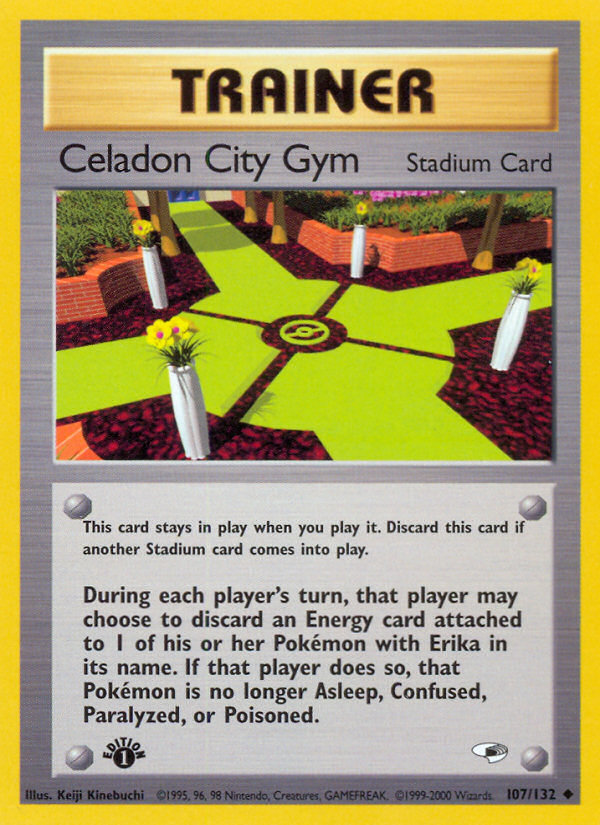 TRAINER
Celadon City Gym Stadium Card
This card stays in play when you play it. Discard this card if
another Stadium card comes into play.
During each player's turn, that player may
choose to discard an Energy card attached
to 1 of his or her Pokémon with Erika in
its name. If that player does so, that
Pokémon is no longer Asleep, Confused,
Paralyzed, or Poisoned.
EDITION
1
Illus. Keiji Kinebuchi ©1995, 96, 98 Nintendo, Creatures, GAMEFREAK. ©1999-2000 Wizards. 107/132